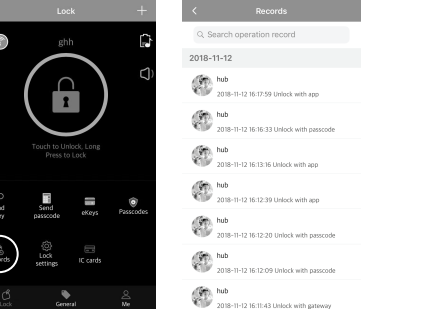 Lock
+
ghh
Touch to Unlock, Long
Press to Lock
Send
passcode
eKeys
Passcodes
Lock
settings
IC cards
General
Me
Records
Search operation record
2018-11-12
hub
2018-11-12 16:17:59 Unlock with app
hub
2018-11-12 16:16:33 Unlock with passcode
hub
2018-11-12 16:13:16 Unlock with app
hub
2018-11-12 16:12:39 Unlock with app
hub
2018-11-12 16:12:20 Unlock with passcode
hub
2018-11-12 16:12:09 Unlock with passcode
hub
2018-11-12 16:11:43 Unlock with gateway